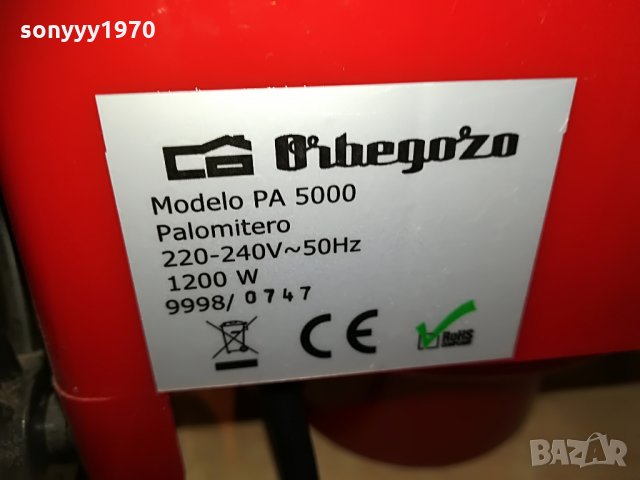 sonyyy1970
Orbegozo
Modelo PA 5000
Palomitero
220-240V~50Hz
1200 W
9998/ 0747
CE
RoHS
BAZAR